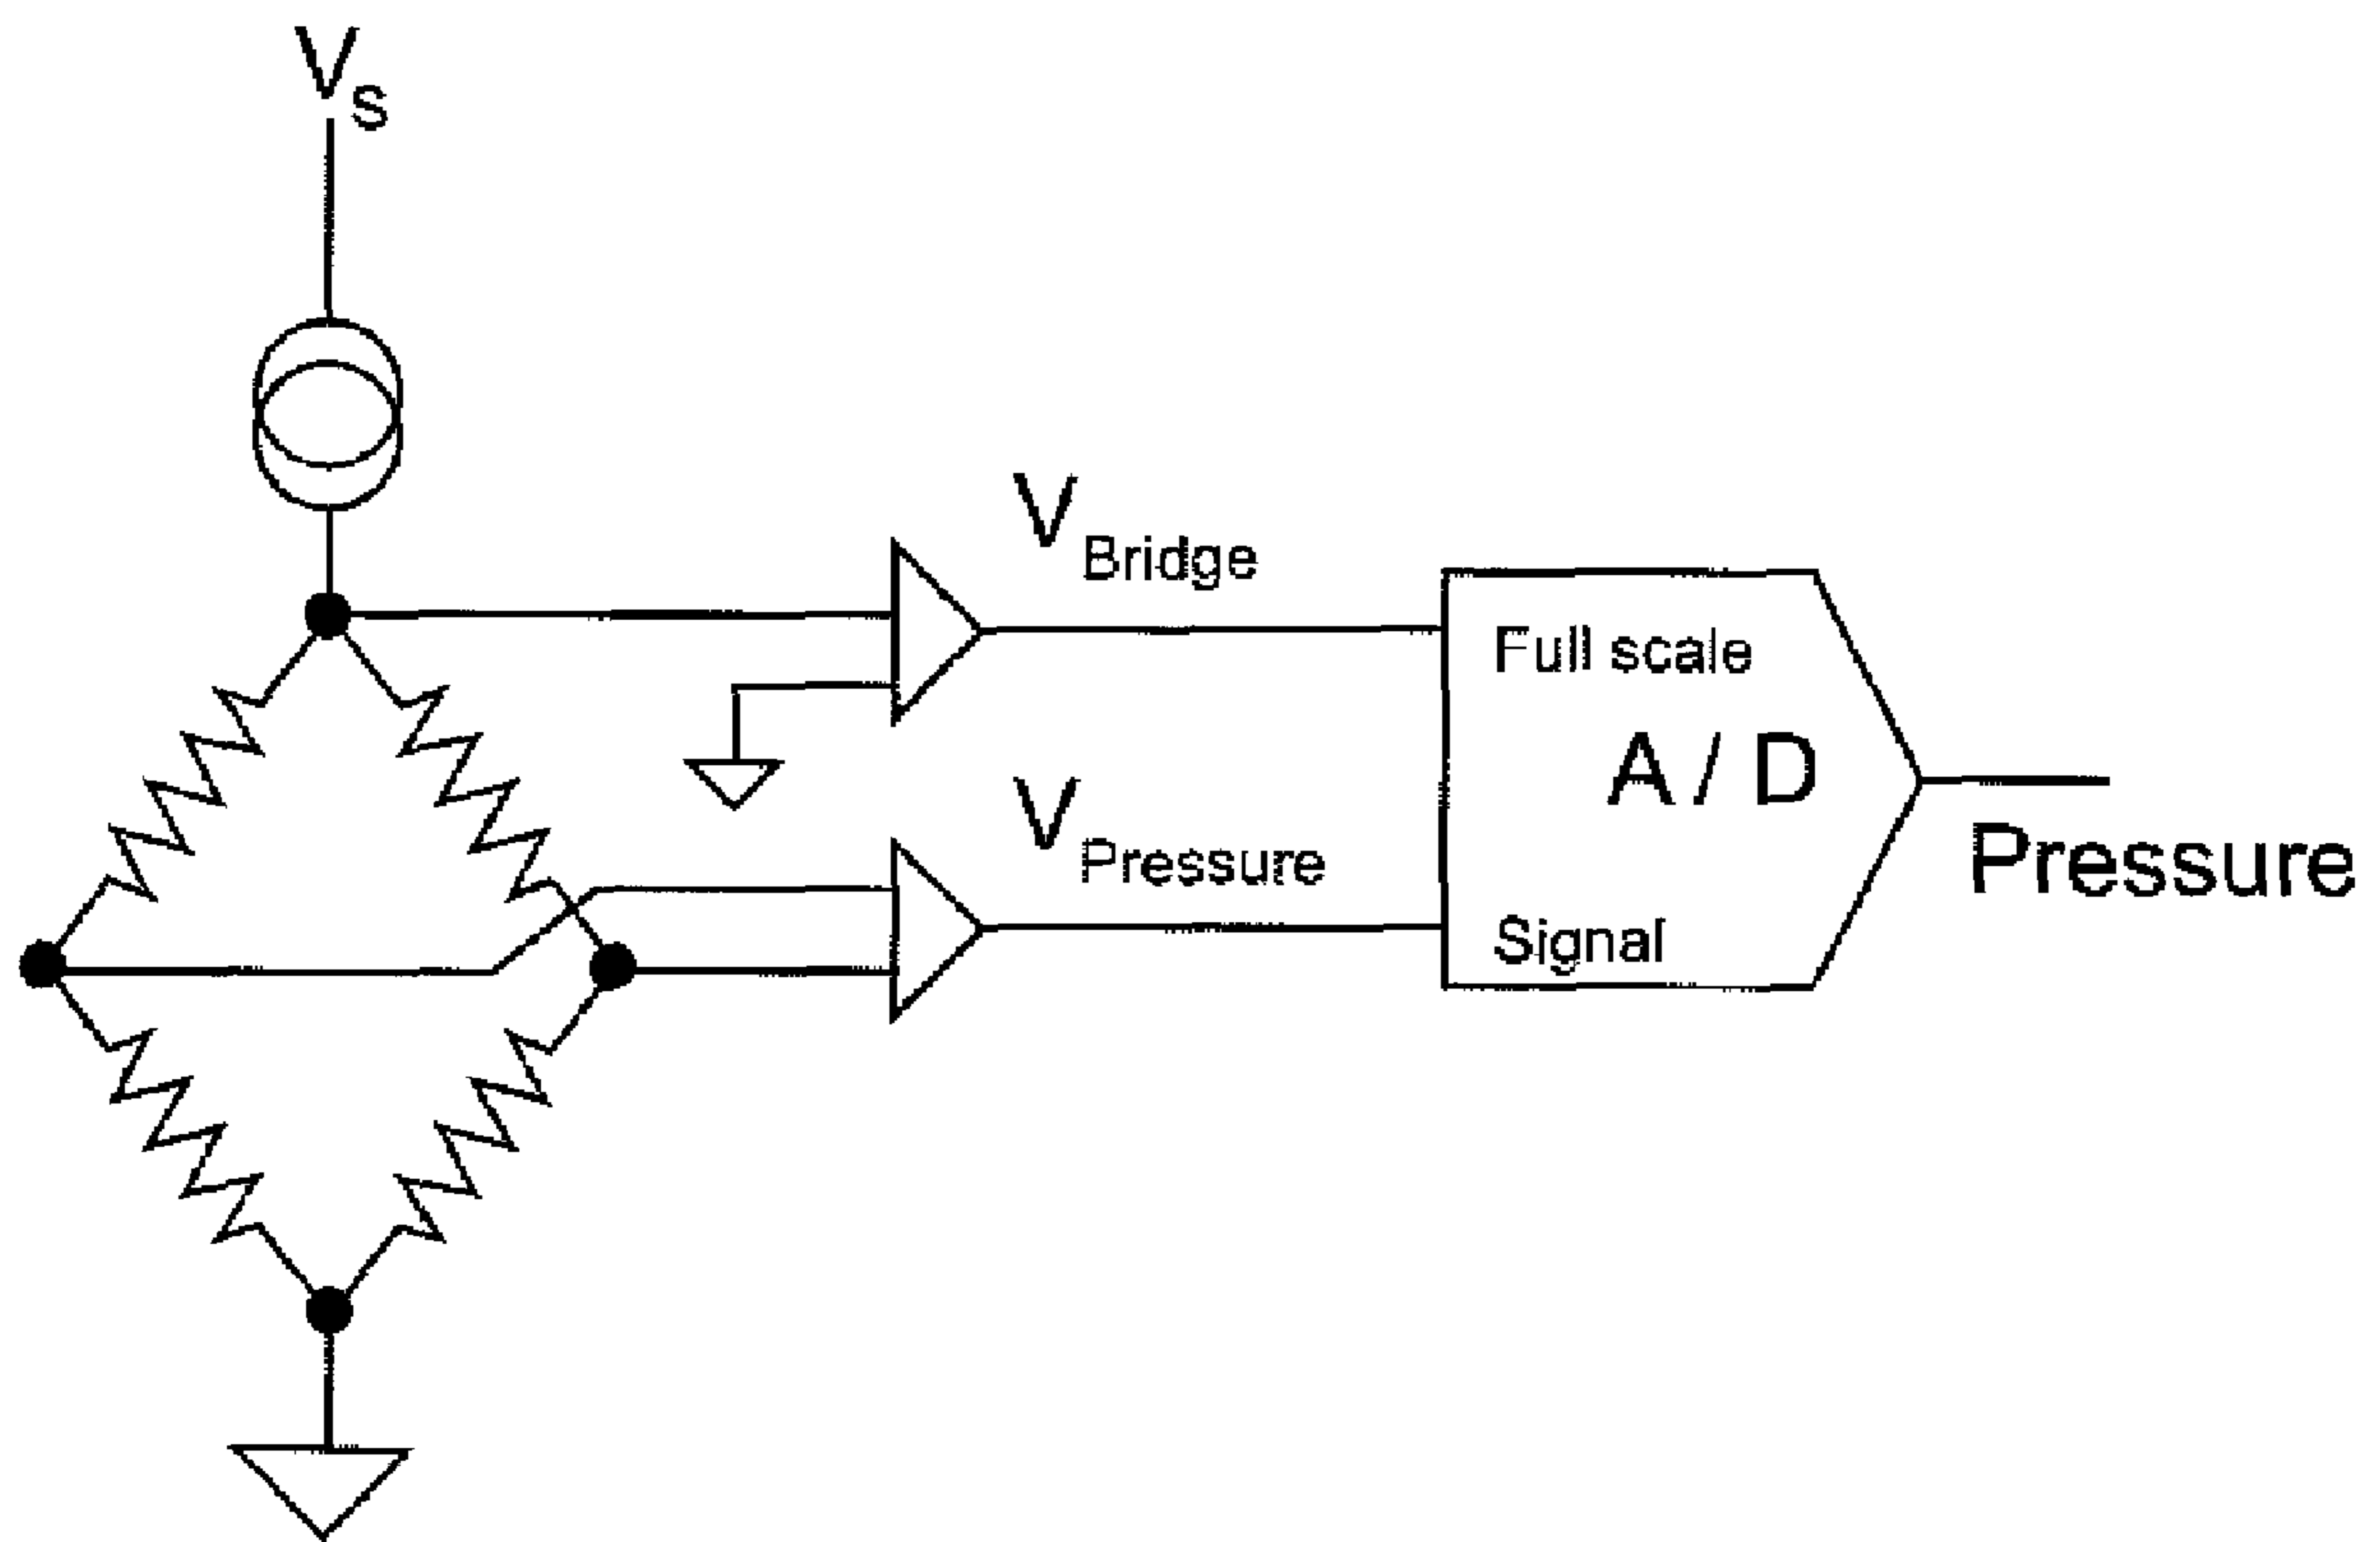 VS
VBridge
Full scale
A / D
VPressure
Pressure
Signal